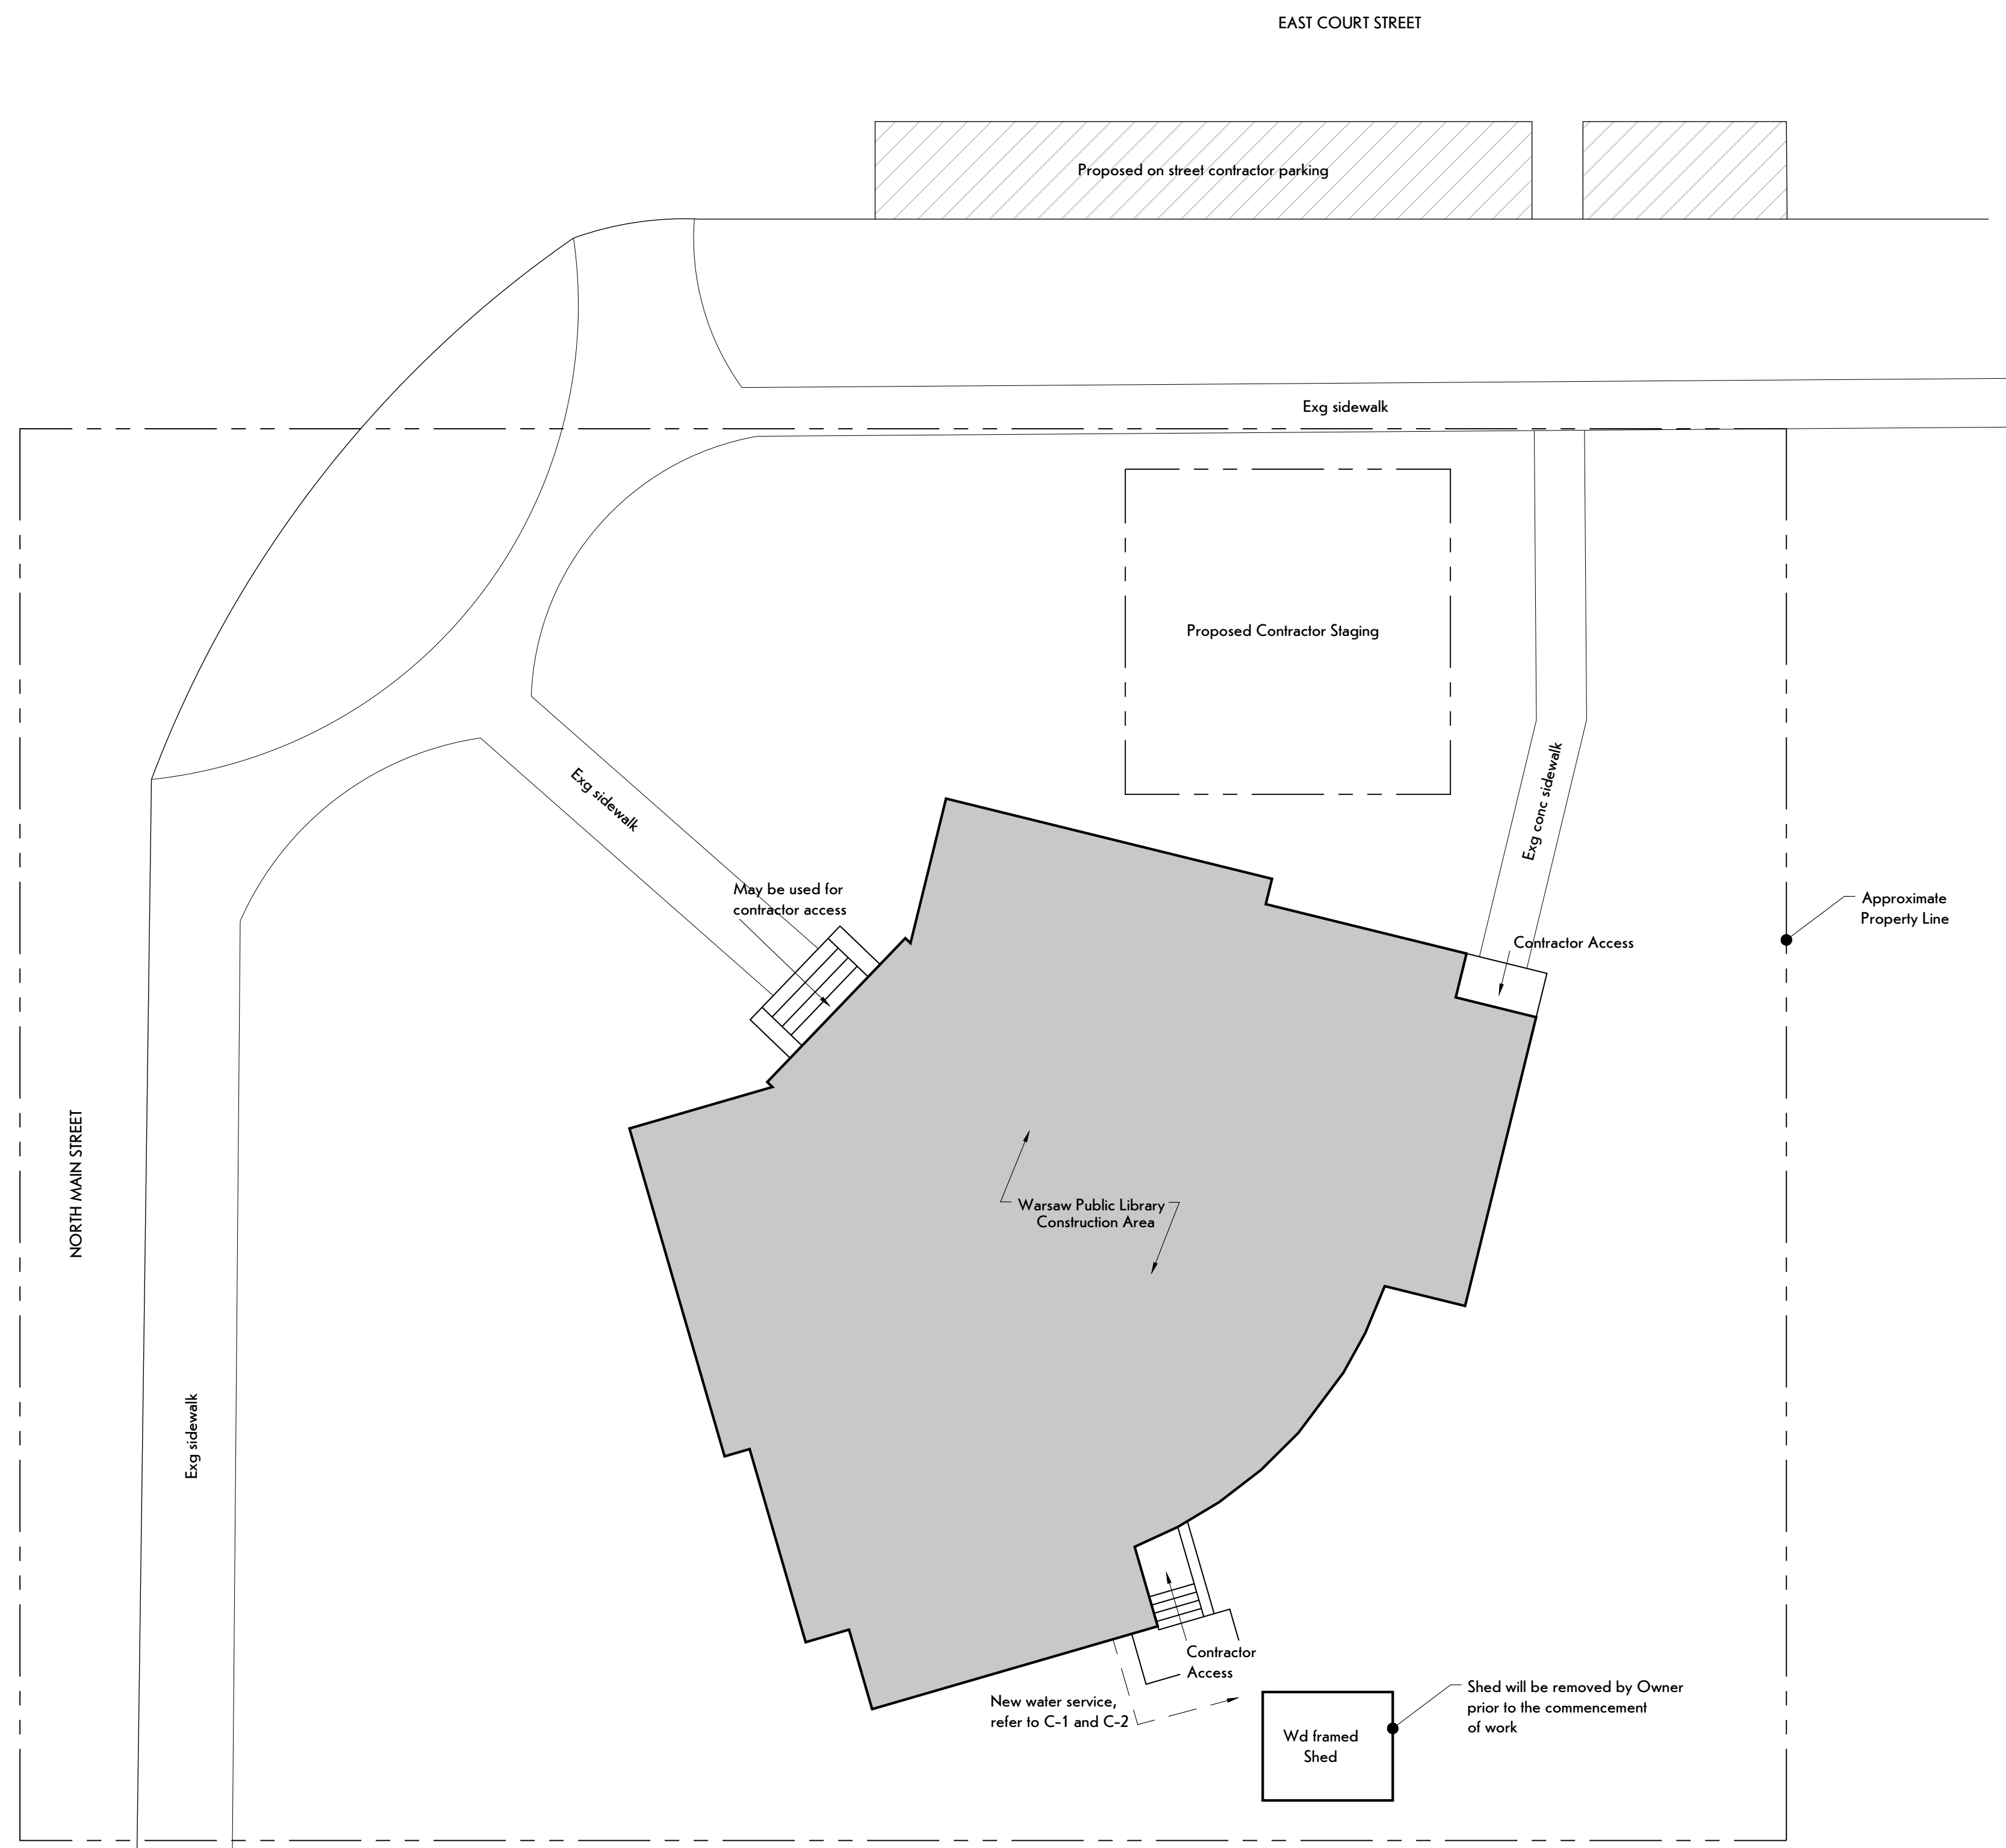 EAST COURT STREET
Proposed on street contractor parking
Exg sidewalk
Proposed Contractor Staging
Exg sidewalk
Exg conc sidewalk
May be used for
contractor access
Approximate
Property Line
Contractor Access
NORTH MAIN STREET
Warsaw Public Library
Construction Area
Exg sidewalk
Contractor
Access
New water service,
refer to C-1 and C-2
Shed will be removed by Owner
prior to the commencement
of work
Wd framed
Shed